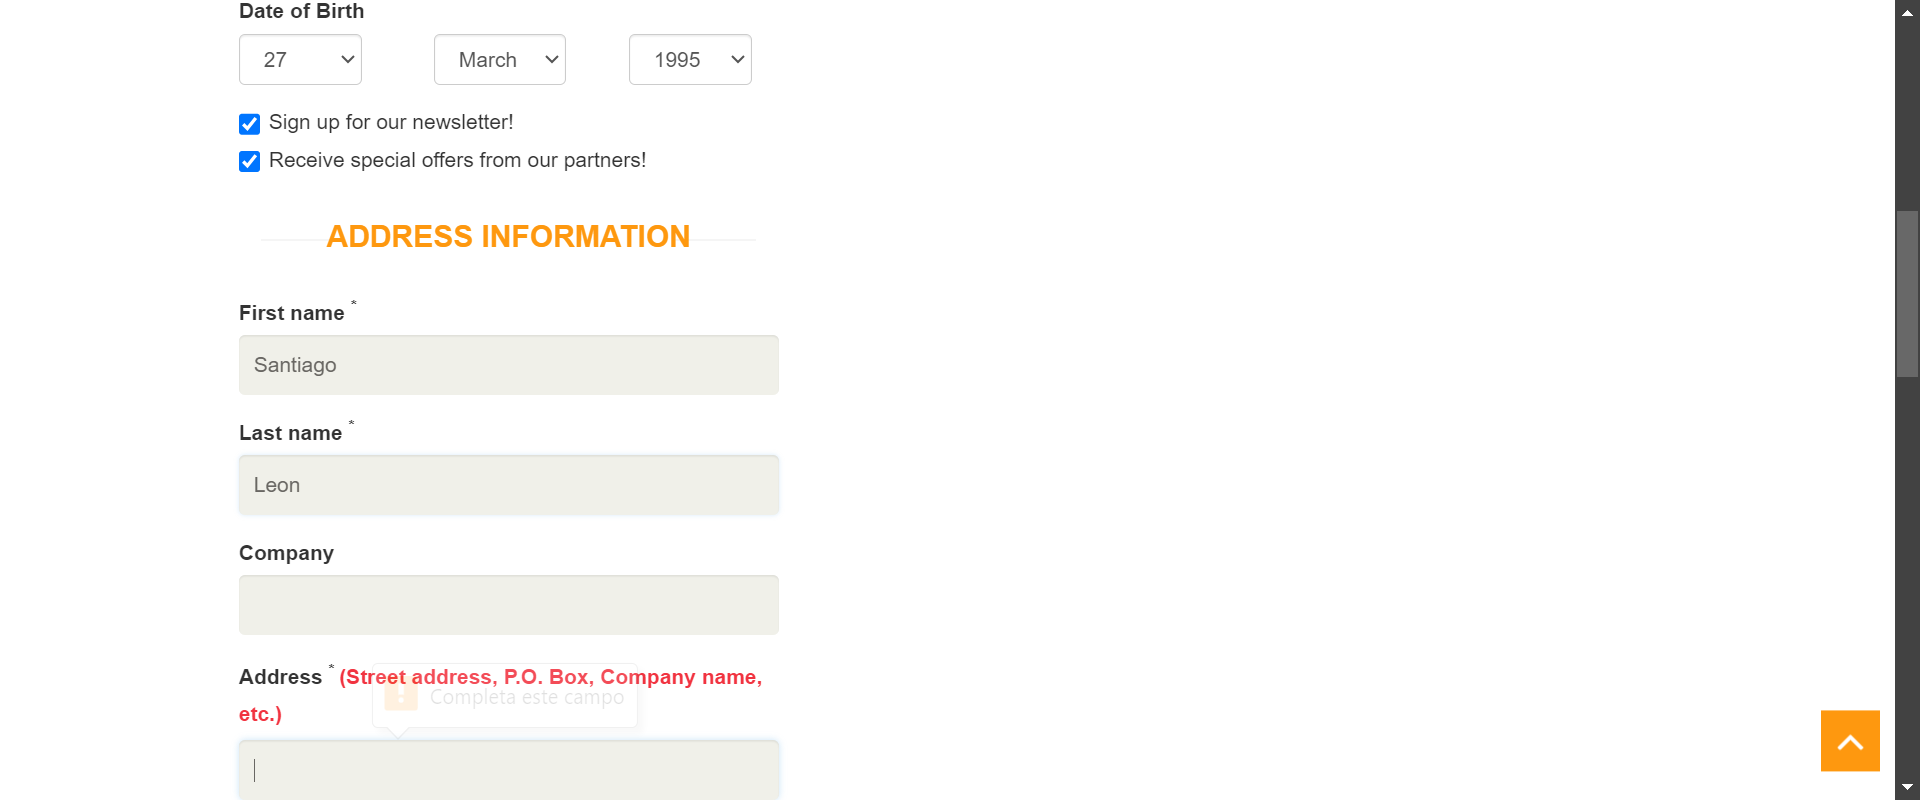 Date of Birth
27 March 1995
Sign up for our newsletter!
Receive special offers from our partners!
ADDRESS INFORMATION
First name *
Santiago
Last name *
Leon
Company
Address * (Street address, P.O. Box, Company name,
etc.)
! Completa este campo